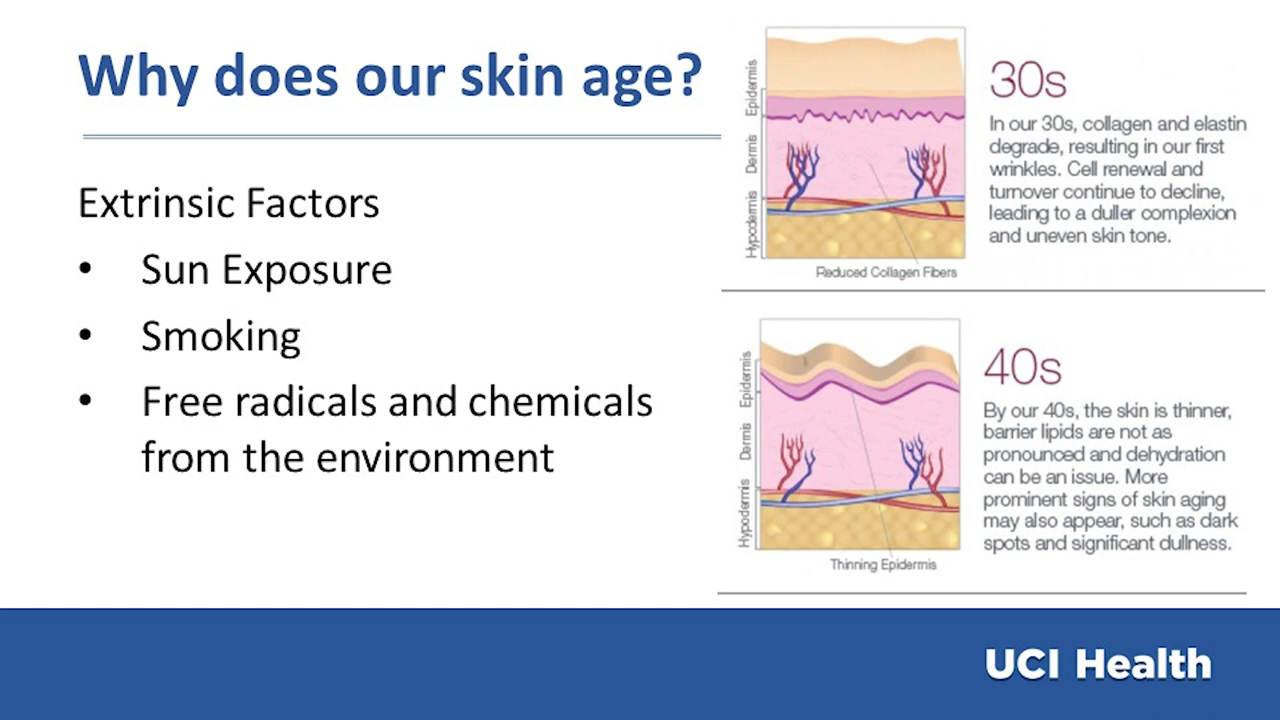 Why does our skin age?
Extrinsic Factors
• Sun Exposure
• Smoking
• Free radicals and chemicals
from the environment
Epidermis
Dermis
Hypodermis
Reduced Collagen Fibers
30s
In our 30s, collagen and elastin
degrade, resulting in our first
wrinkles. Cell renewal and
turnover continue to decline,
leading to a duller complexion
and uneven skin tone.
Epidermis
Dermis
Hypodermis
Thinning Epidermis
40s
By our 40s, the skin is thinner,
barrier lipids are not as
pronounced and dehydration
can be an issue. More
prominent signs of skin aging
may also appear, such as dark
spots and significant dullness.
UCI Health